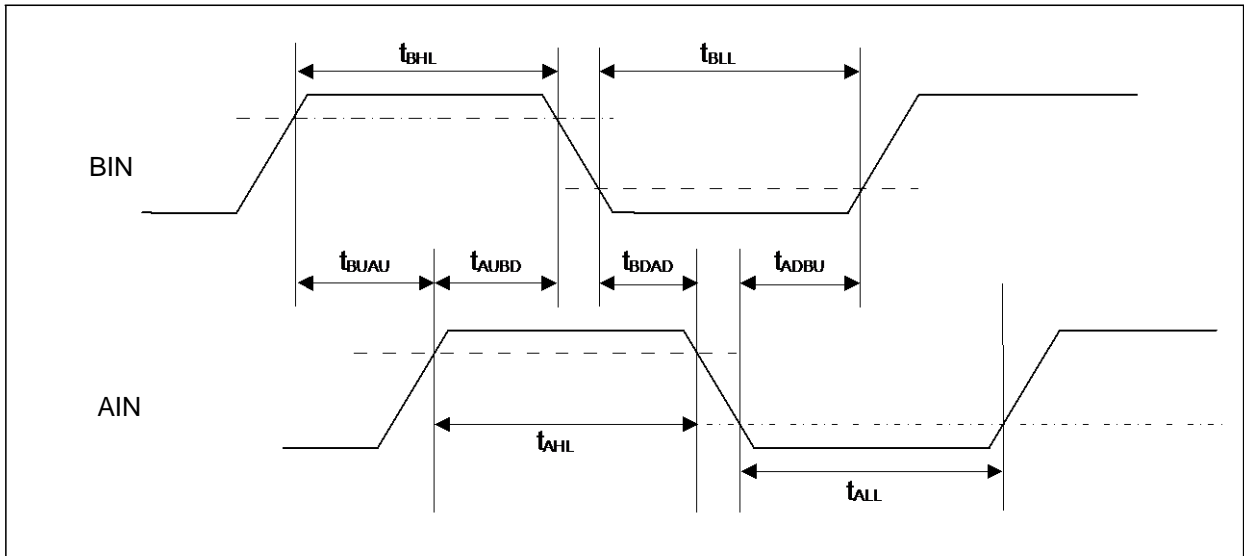 tBHL tBLL
BIN
tBUAU tAUBD tBDAD tADBU
AIN
tAHL
tALL